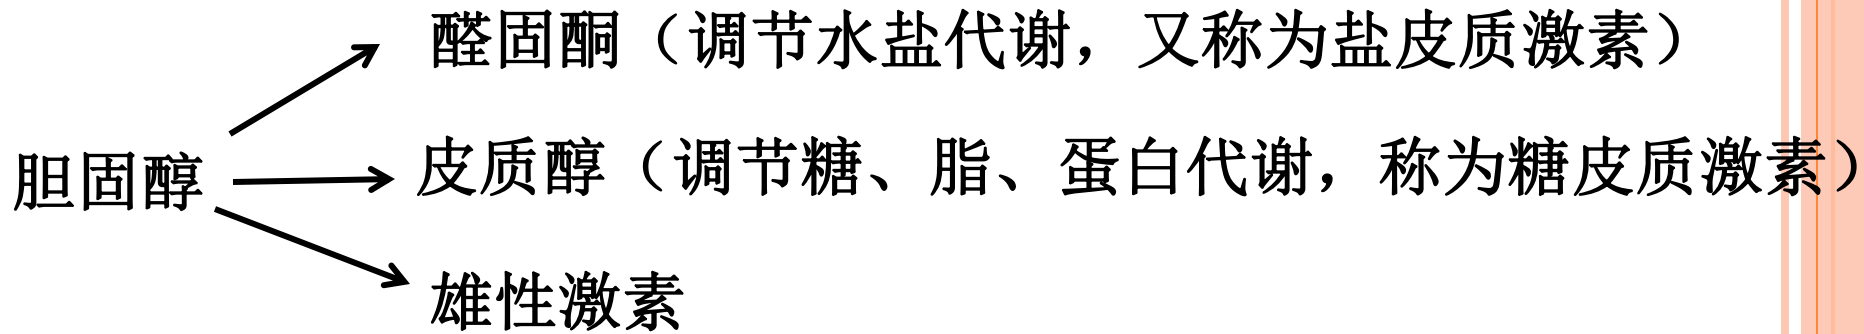 醛固酮（调节水盐代谢，又称为盐皮质激素）
胆固醇
皮质醇（调节糖、脂、蛋白代谢，称为糖皮质激素）
雄性激素